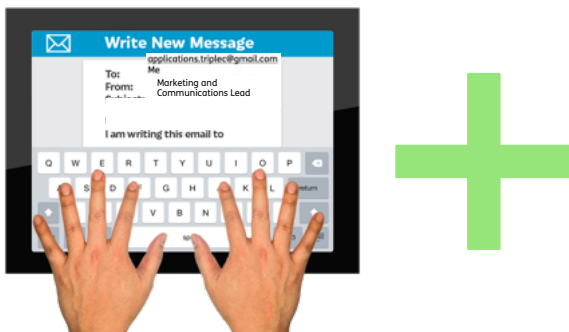 Write New Message
applications.triplec@gmail.com
To:
Me
From:
Marketing and
Communications Lead
I am writing this email to
Q W E R T Y U I O P
S D G H K L return
V B N